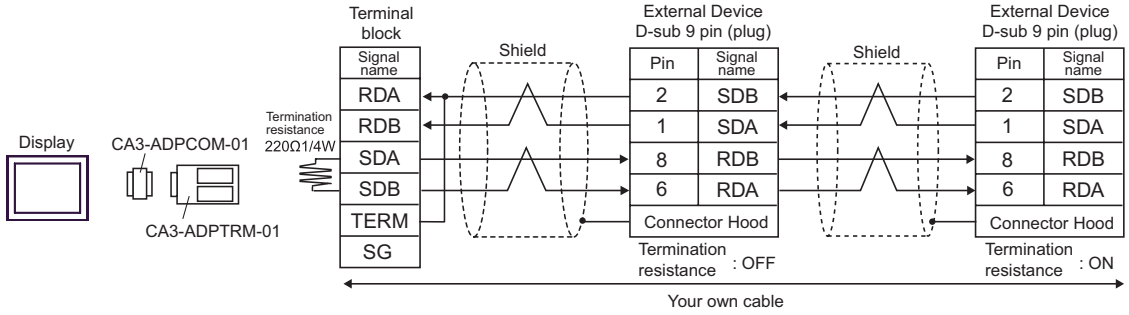 Display
CA3-ADPCOM-01
CA3-ADPTRM-01
Termination
resistance
220Ω1/4W
Terminal
block
Signal
name
RDA
RDB
SDA
SDB
TERM
SG
Shield
External Device
D-sub 9 pin (plug)
Pin Signal
name
2 SDB
1 SDA
8 RDB
6 RDA
Connector Hood
Termination
resistance : OFF
Shield
External Device
D-sub 9 pin (plug)
Pin Signal
name
2 SDB
1 SDA
8 RDB
6 RDA
Connector Hood
Termination
resistance : ON
Your own cable